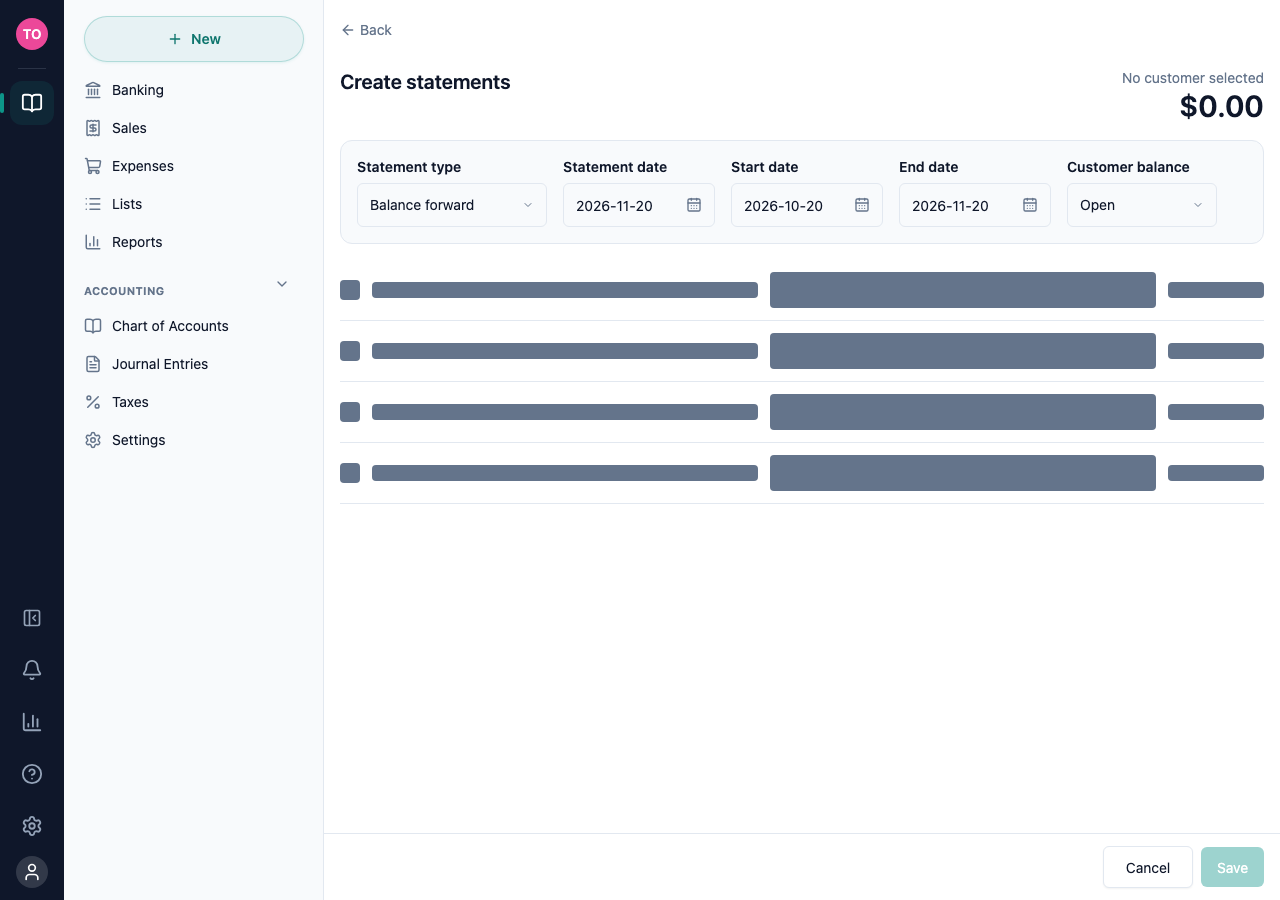 TO
New
Banking
Sales
Expenses
Lists
Reports
ACCOUNTING
Chart of Accounts
Journal Entries
Taxes
Settings
Back
Create statements
No customer selected
$0.00
Statement type
Statement date
Start date
End date
Customer balance
Balance forward
2026-11-20
2026-10-20
2026-11-20
Open
Cancel
Save